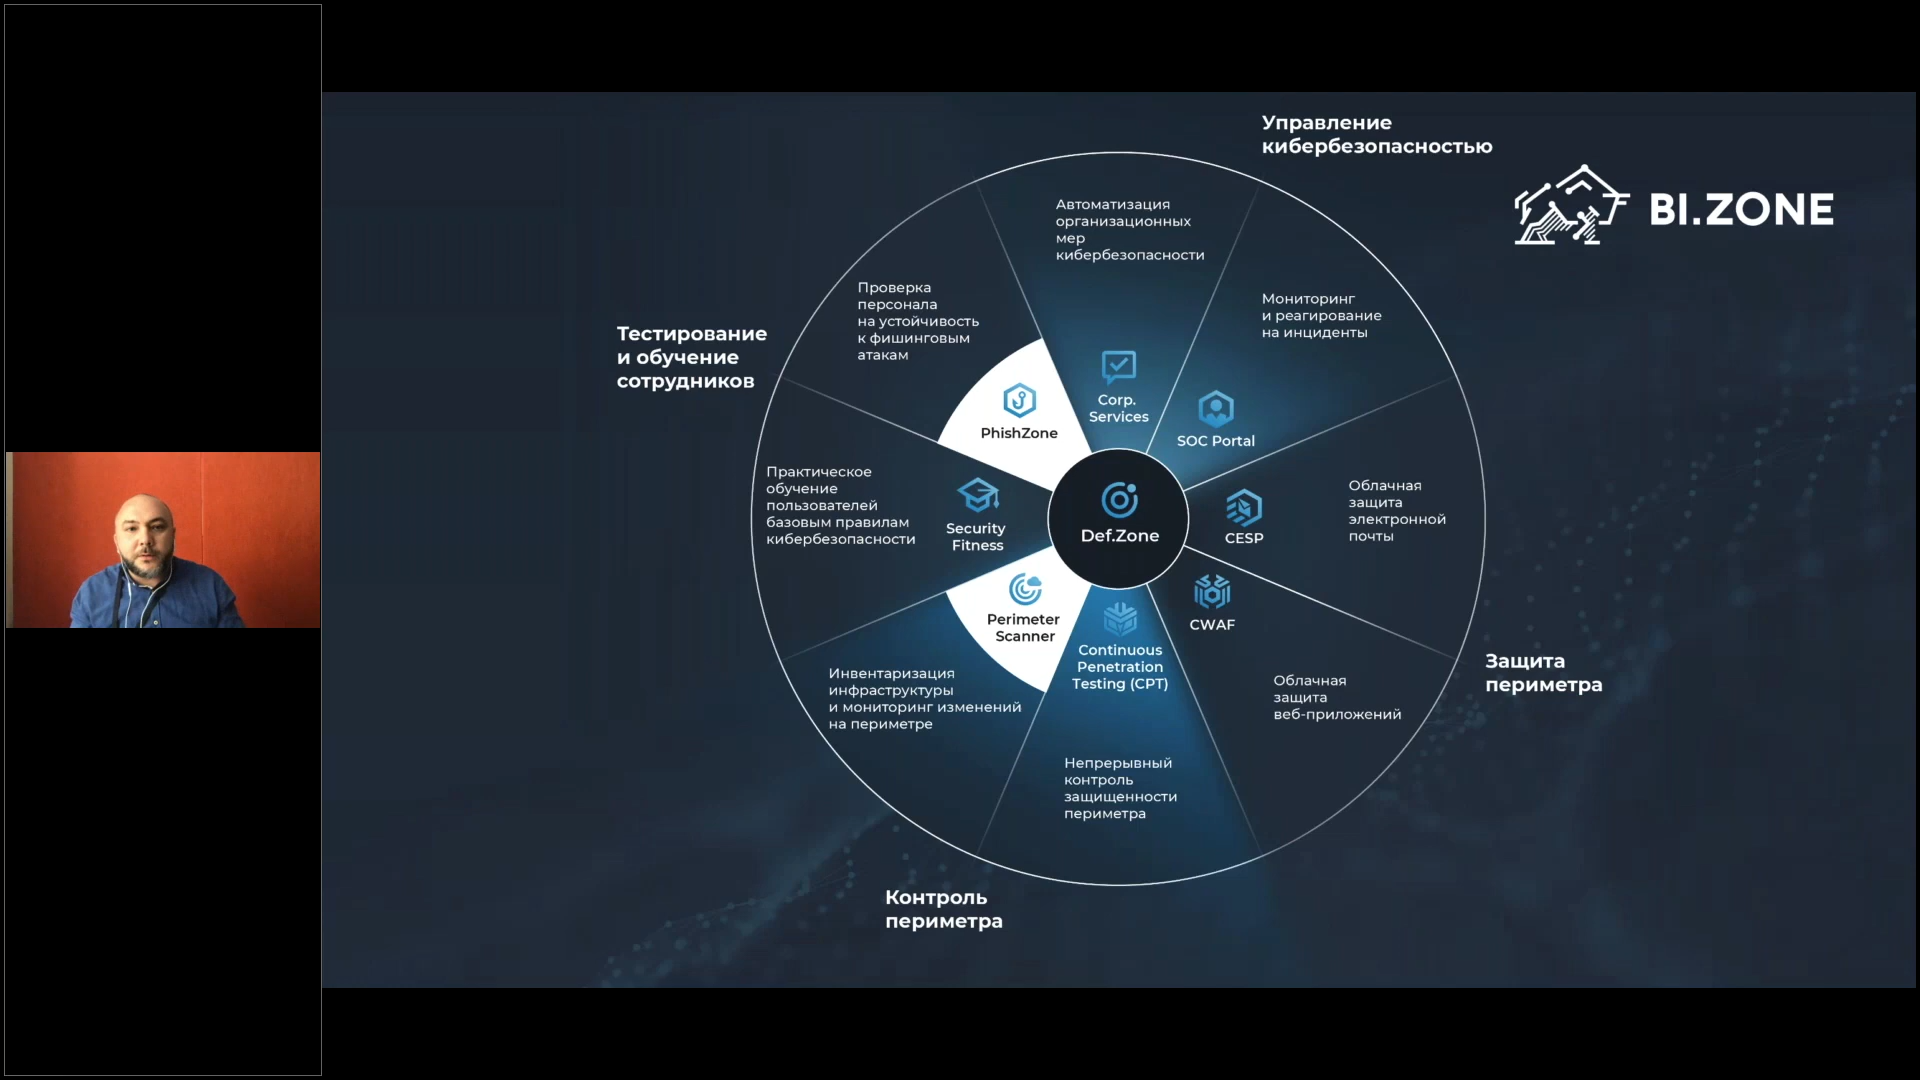 Управление
кибербезопасностью
BI.ZONE
Автоматизация
организационных
мер
кибербезопасности
Проверка
персонала
на устойчивость
к фишинговым
атакам
Мониторинг
и реагирование
на инциденты
Тестирование
и обучение
сотрудников
Corp.
Services
PhishZone
SOC Portal
Практическое
обучение
пользователей
базовым правилам
кибербезопасности
Security
Fitness
Def.Zone
CESP
Облачная
защита
электронной
почты
Perimeter
Scanner
CWAF
Continuous
Penetration
Testing (CPT)
Инвентаризация
инфраструктуры
и мониторинг изменений
на периметре
Облачная
защита
веб-приложений
Защита
периметра
Непрерывный
контроль
защищенности
периметра
Контроль
периметра